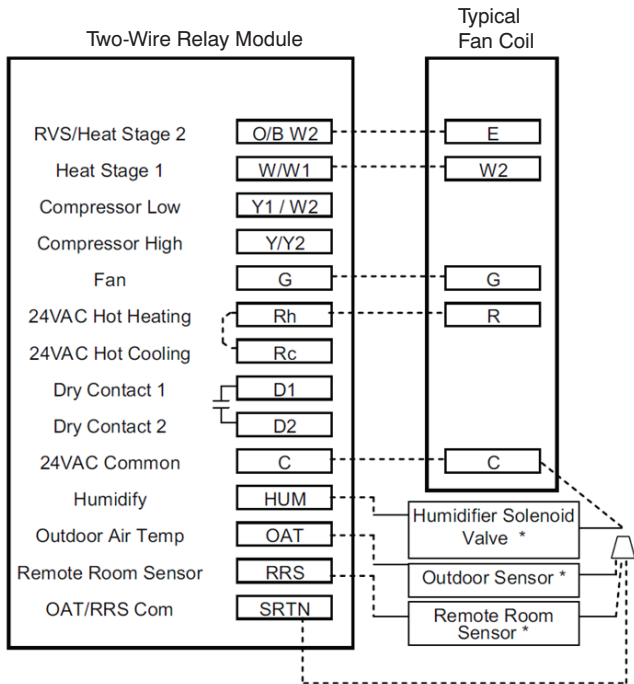 Typical
Two-Wire Relay Module Fan Coil
RVS/Heat Stage 2 O/B W2 E
Heat Stage 1 W/W1 W2
Compressor Low Y1 / W2
Compressor High Y/Y2
Fan G G
24VAC Hot Heating Rh R
24VAC Hot Cooling Rc
Dry Contact 1 D1
Dry Contact 2 D2
24VAC Common C C
Humidify HUM
Humidifier Solenoid
Valve *
Outdoor Air Temp OAT
Outdoor Sensor *
Remote Room Sensor RRS
Remote Room
Sensor *
OAT/RRS Com SRTN